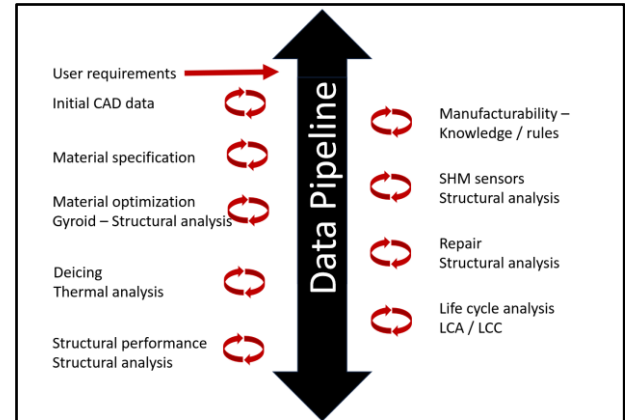 User requirements
Initial CAD data
Material specification
Material optimization
Gyroid – Structural analysis
Deicing
Thermal analysis
Structural performance
Structural analysis
Data Pipeline
Manufacturability –
Knowledge / rules
SHM sensors
Structural analysis
Repair
Structural analysis
Life cycle analysis
LCA / LCC